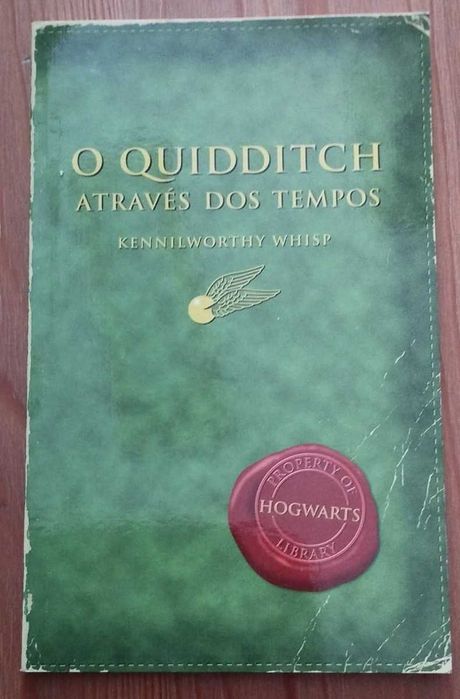 O QUIDDITCH
ATRAVÉS DOS TEMPOS
KENNILWORTHY WHISP
PROPERTY OF
HOGWARTS
LIBRARY